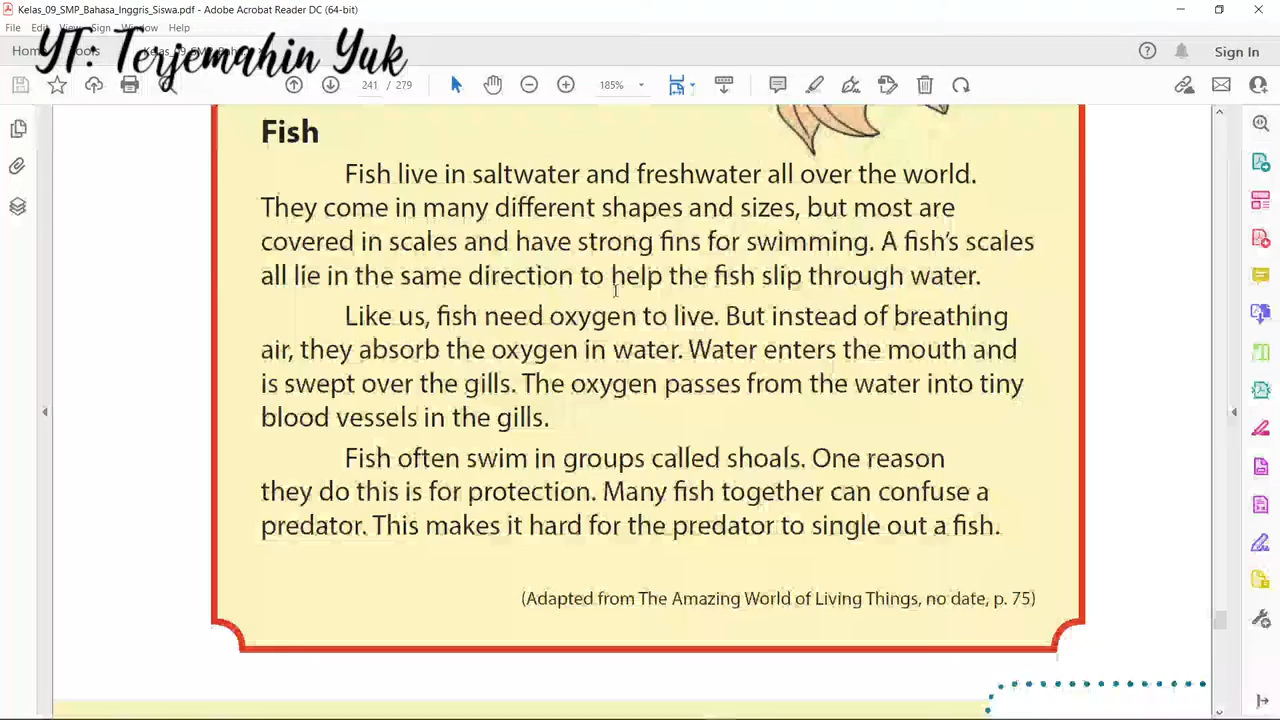 Kelas_09_SMP_Bahasa_Inggris_Siswa.pdf - Adobe Acrobat Reader DC (64-bit)
File Edit View Sign Window Help
YT: Terjemahin Yuk
Home Tools
Sign In
241 / 279
185%
Fish
Fish live in saltwater and freshwater all over the world.
They come in many different shapes and sizes, but most are
covered in scales and have strong fins for swimming. A fish's scales
all lie in the same direction to help the fish slip through water.
Like us, fish need oxygen to live. But instead of breathing
air, they absorb the oxygen in water. Water enters the mouth and
is swept over the gills. The oxygen passes from the water into tiny
blood vessels in the gills.
Fish often swim in groups called shoals. One reason
they do this is for protection. Many fish together can confuse a
predator. This makes it hard for the predator to single out a fish.
(Adapted from The Amazing World of Living Things, no date, p. 75)